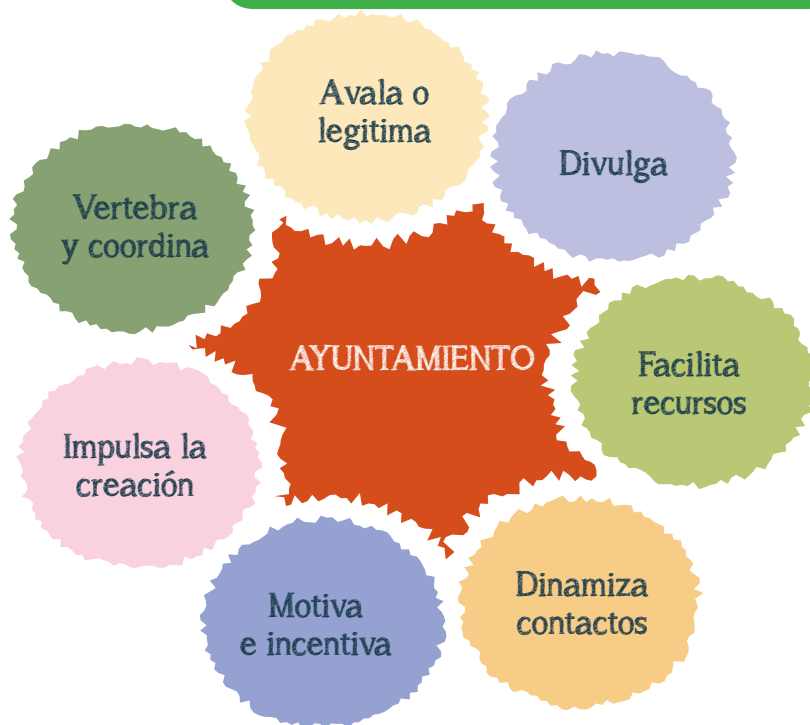 Avala o
legitima
Divulga
Vertebra
y coordina
AYUNTAMIENTO
Facilita
recursos
Impulsa la
creación
Dinamiza
contactos
Motiva
e incentiva